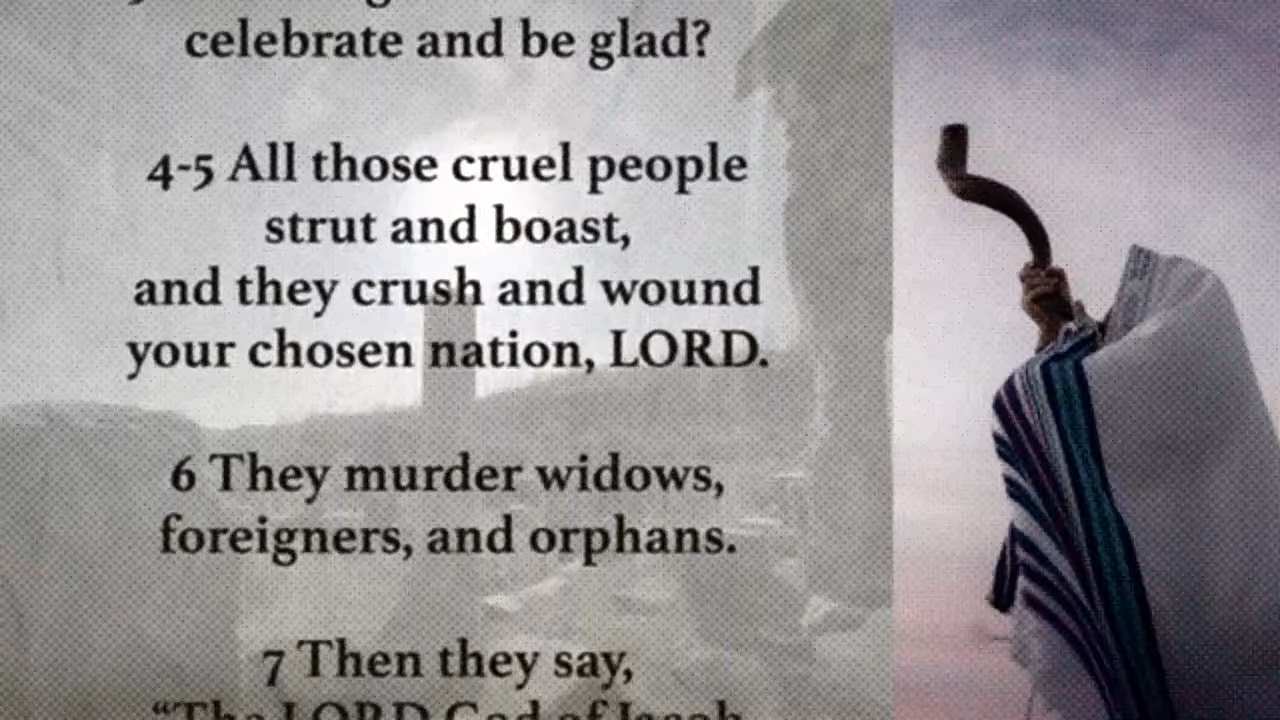 celebrate and be glad?
4-5 All those cruel people
strut and boast,
and they crush and wound
your chosen nation, LORD.
6 They murder widows,
foreigners, and orphans.
7 Then they say,
“The LORD God of Jacob